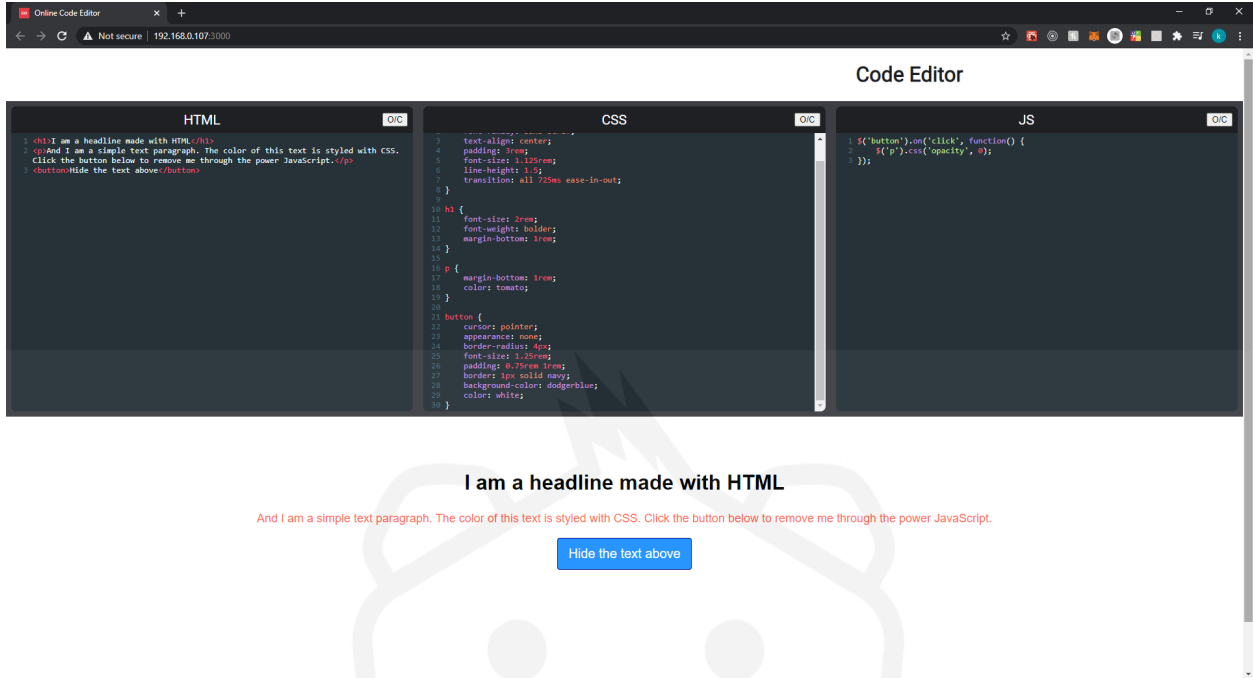 Online Code Editor
Not secure 192.168.0.107:3000
Code Editor
HTML O/C
1 <h1>I am a headline made with HTML</h1>
2 <p>And I am a simple text paragraph. The color of this text is styled with CSS.
Click the button below to remove me through the power JavaScript.</p>
3 <button>Hide the text above</button>
CSS O/C
3 text-align: center;
4 padding: 3rem;
5 font-size: 1.125rem;
6 line-height: 1.5;
7 transition: all 725ms ease-in-out;
8 }
9
10 h1 {
11 font-size: 2rem;
12 font-weight: bolder;
13 margin-bottom: 1rem;
14 }
15
16 p {
17 margin-bottom: 1rem;
18 color: tomato;
19 }
20
21 button {
22 cursor: pointer;
23 appearance: none;
24 border-radius: 4px;
25 font-size: 1.25rem;
26 padding: 0.75rem 1rem;
27 border: 1px solid navy;
28 background-color: dodgerblue;
29 color: white;
30 }
JS O/C
1 $('button').on('click', function() {
2 $('p').css('opacity', 0);
3 });
I am a headline made with HTML
And I am a simple text paragraph. The color of this text is styled with CSS. Click the button below to remove me through the power JavaScript.
Hide the text above